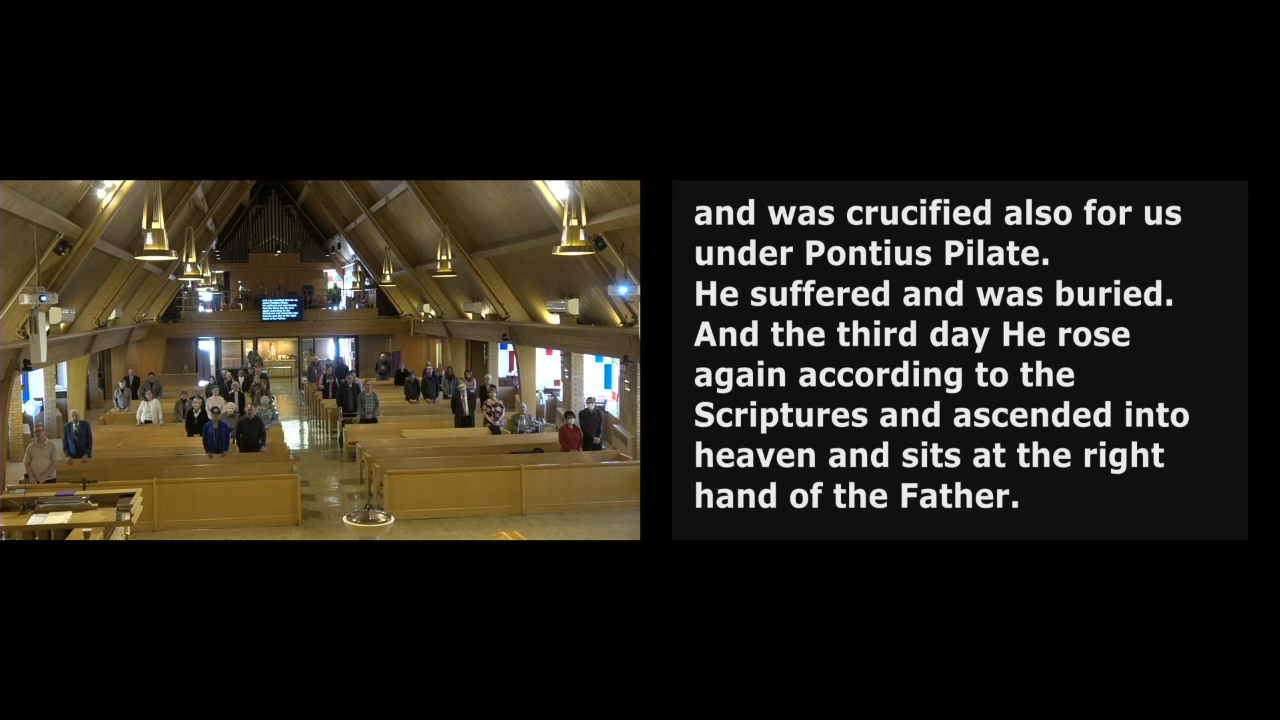 and was crucified also for us
under Pontius Pilate.
He suffered and was buried.
And the third day He rose
again according to the
Scriptures and ascended into
heaven and sits at the right
hand of the Father.